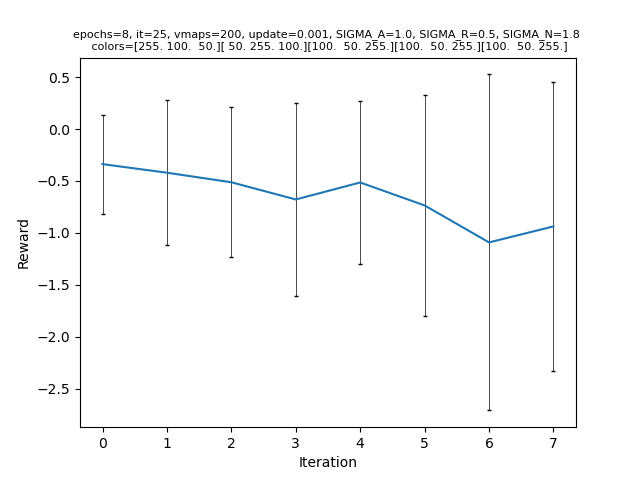 epochs=8, it=25, vmaps=200, update=0.001, SIGMA_A=1.0, SIGMA_R=0.5, SIGMA_N=1.8
colors=[255. 100.  50.][ 50. 255. 100.][100.  50. 255.][100.  50. 255.][100.  50. 255.]
0.5
0.0
−0.5
−1.0
−1.5
−2.0
−2.5
Reward
0 1 2 3 4 5 6 7
Iteration